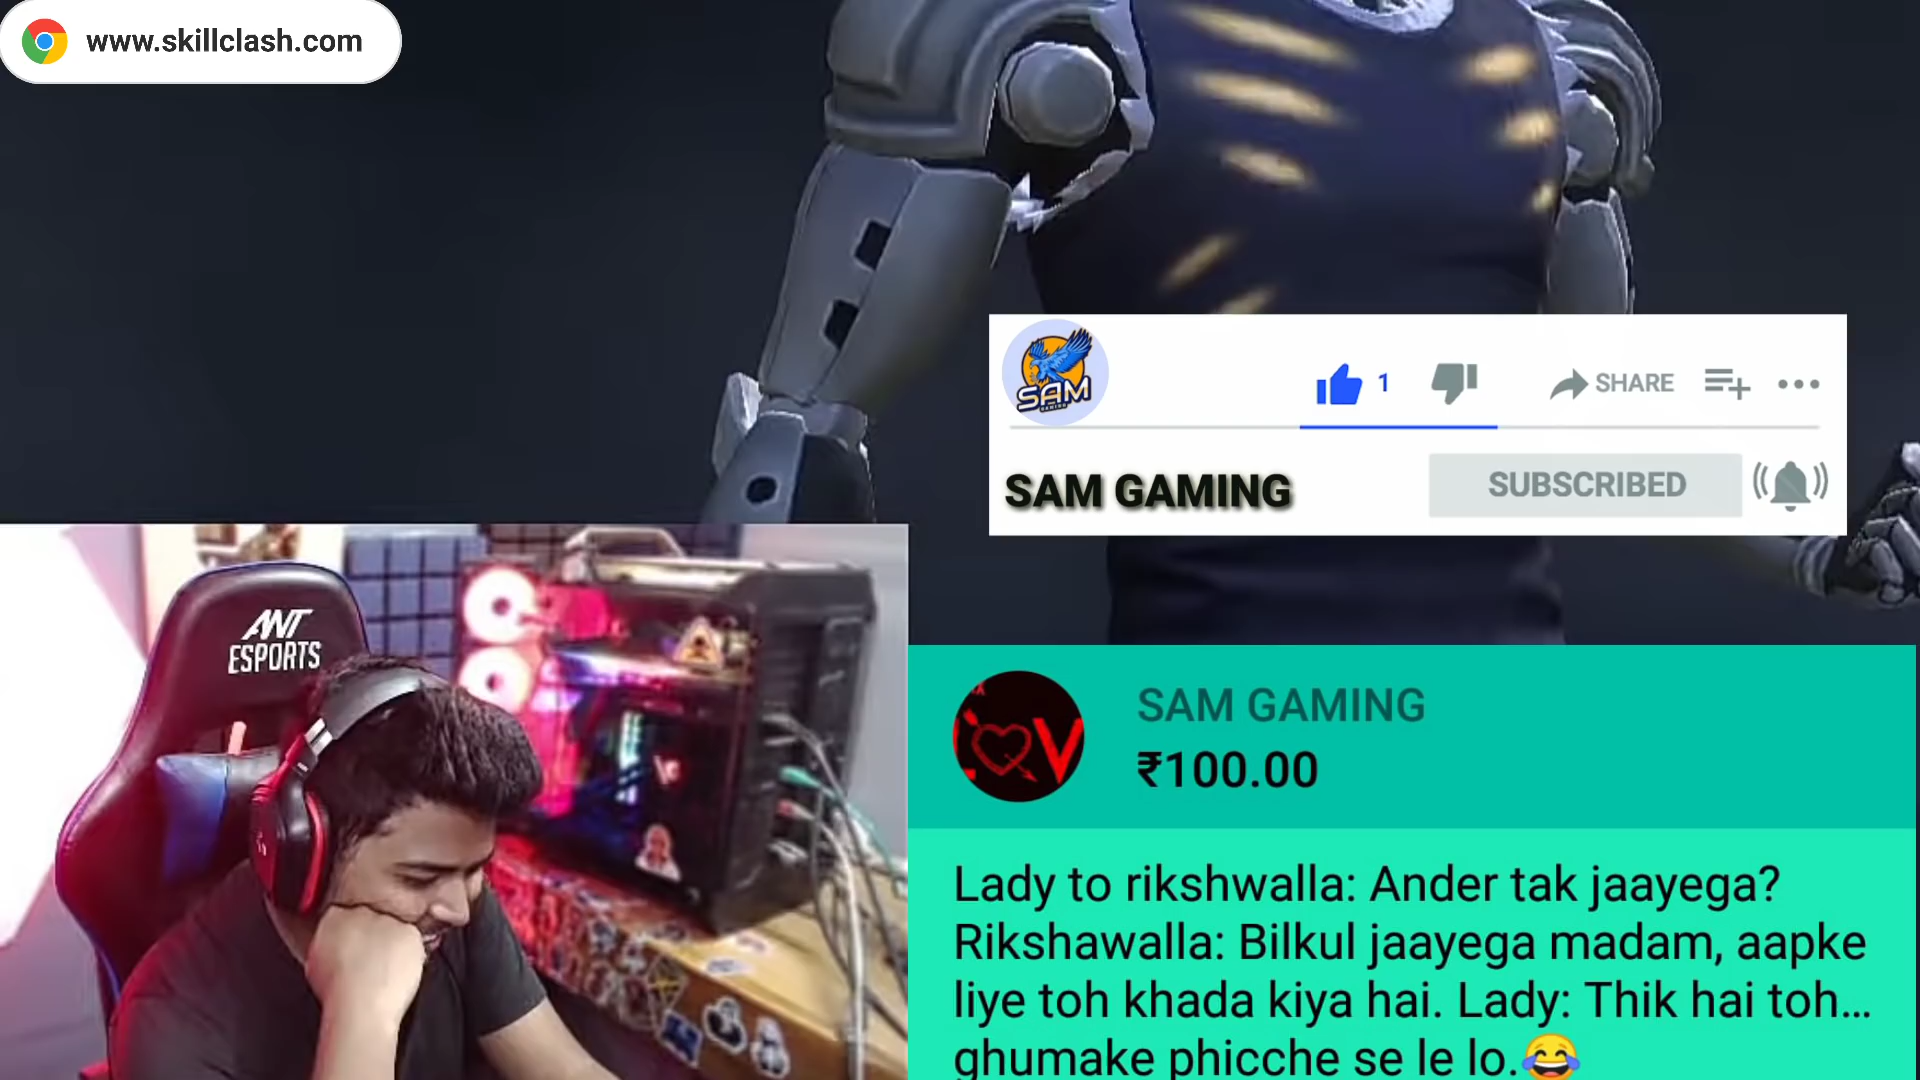 www.skillclash.com
SAM
GAMING
1
SHARE
SAM GAMING
SUBSCRIBED
ANT
ESPORTS
SAM GAMING
₹100.00
Lady to rikshwalla: Ander tak jaayega?
Rikshawalla: Bilkul jaayega madam, aapke
liye toh khada kiya hai. Lady: Thik hai toh...
ghumake phicche se le lo.😂